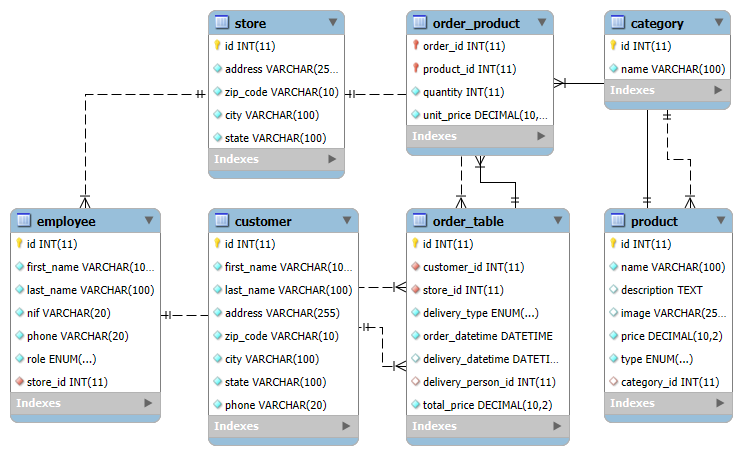 store
id INT(11)
address VARCHAR(25...
zip_code VARCHAR(10)
city VARCHAR(100)
state VARCHAR(100)
Indexes
order_product
order_id INT(11)
product_id INT(11)
quantity INT(11)
unit_price DECIMAL(10,...
Indexes
category
id INT(11)
name VARCHAR(100)
Indexes
employee
id INT(11)
first_name VARCHAR(10...
last_name VARCHAR(100)
nif VARCHAR(20)
phone VARCHAR(20)
role ENUM(...)
store_id INT(11)
Indexes
customer
id INT(11)
first_name VARCHAR(10...
last_name VARCHAR(100)
address VARCHAR(255)
zip_code VARCHAR(10)
city VARCHAR(100)
state VARCHAR(100)
phone VARCHAR(20)
Indexes
order_table
id INT(11)
customer_id INT(11)
store_id INT(11)
delivery_type ENUM(...)
order_datetime DATETIME
delivery_datetime DATETI...
delivery_person_id INT(11)
total_price DECIMAL(10,2)
Indexes
product
id INT(11)
name VARCHAR(100)
description TEXT
image VARCHAR(25...
price DECIMAL(10,2)
type ENUM(...)
category_id INT(11)
Indexes